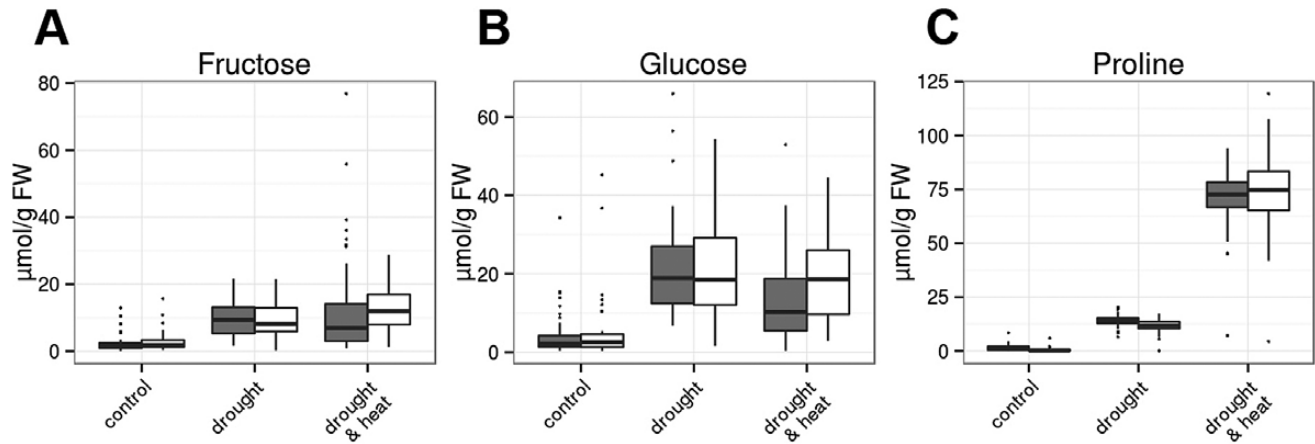 A
Fructose
µmol/g FW
80
60
40
20
0
control
drought
drought
& heat
B
Glucose
µmol/g FW
60
40
20
0
control
drought
drought
& heat
C
Proline
µmol/g FW
125
100
75
50
25
0
control
drought
drought
& heat